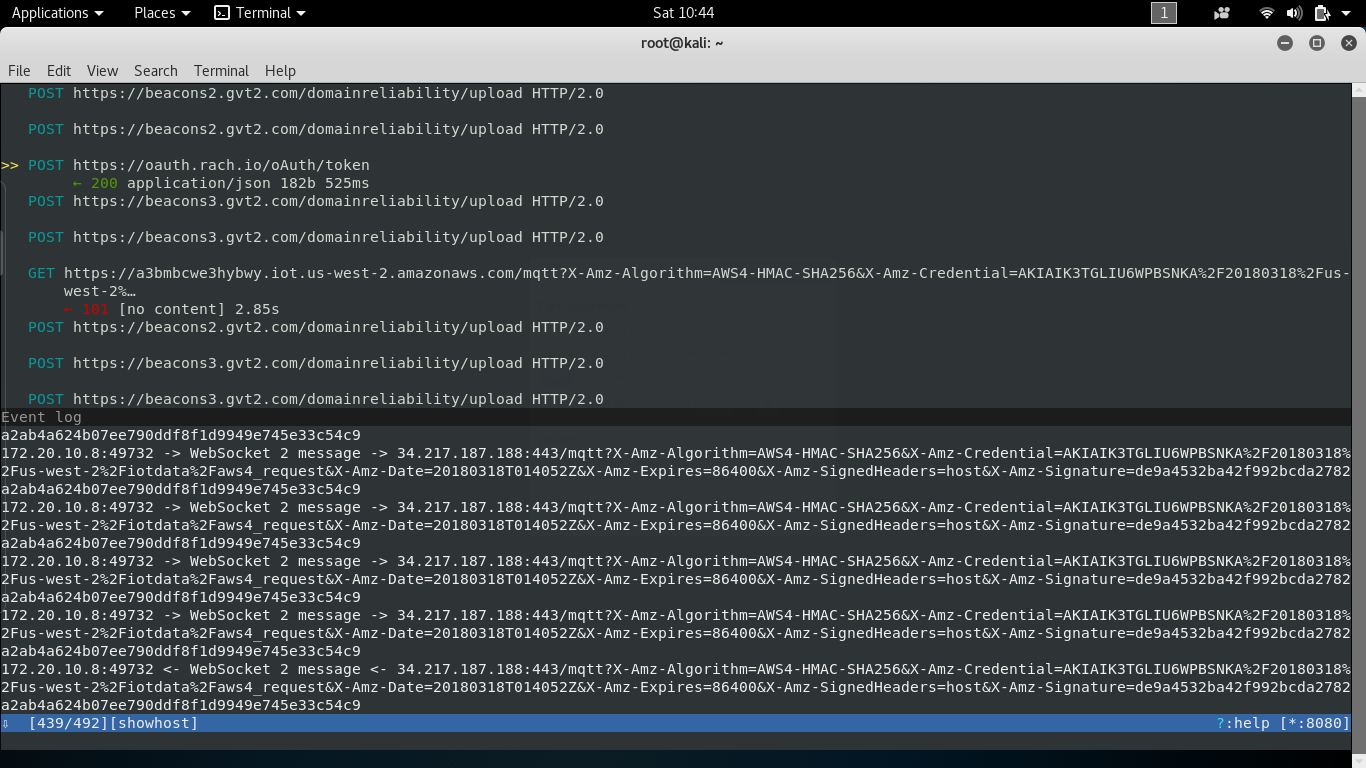 Applications Places Terminal Sat 10:44 1
root@kali: ~
File Edit View Search Terminal Help
POST https://beacons2.gvt2.com/domainreliability/upload HTTP/2.0
POST https://beacons2.gvt2.com/domainreliability/upload HTTP/2.0
>> POST https://oauth.rach.io/oAuth/token
← 200 application/json 182b 525ms
POST https://beacons3.gvt2.com/domainreliability/upload HTTP/2.0
POST https://beacons3.gvt2.com/domainreliability/upload HTTP/2.0
GET https://a3bmbcwe3hybwy.iot.us-west-2.amazonaws.com/mqtt?X-Amz-Algorithm=AWS4-HMAC-SHA256&X-Amz-Credential=AKIAIK3TGLIU6WPBSNKA%2F20180318%2Fus-
west-2%…
← 101 [no content] 2.85s
POST https://beacons2.gvt2.com/domainreliability/upload HTTP/2.0
POST https://beacons3.gvt2.com/domainreliability/upload HTTP/2.0
POST https://beacons3.gvt2.com/domainreliability/upload HTTP/2.0
Event log
a2ab4a624b07ee790ddf8f1d9949e745e33c54c9
172.20.10.8:49732 -> WebSocket 2 message -> 34.217.187.188:443/mqtt?X-Amz-Algorithm=AWS4-HMAC-SHA256&X-Amz-Credential=AKIAIK3TGLIU6WPBSNKA%2F20180318%
2Fus-west-2%2Fiotdata%2Faws4_request&X-Amz-Date=20180318T014052Z&X-Amz-Expires=86400&X-Amz-SignedHeaders=host&X-Amz-Signature=de9a4532ba42f992bcda2782
a2ab4a624b07ee790ddf8f1d9949e745e33c54c9
172.20.10.8:49732 -> WebSocket 2 message -> 34.217.187.188:443/mqtt?X-Amz-Algorithm=AWS4-HMAC-SHA256&X-Amz-Credential=AKIAIK3TGLIU6WPBSNKA%2F20180318%
2Fus-west-2%2Fiotdata%2Faws4_request&X-Amz-Date=20180318T014052Z&X-Amz-Expires=86400&X-Amz-SignedHeaders=host&X-Amz-Signature=de9a4532ba42f992bcda2782
a2ab4a624b07ee790ddf8f1d9949e745e33c54c9
172.20.10.8:49732 -> WebSocket 2 message -> 34.217.187.188:443/mqtt?X-Amz-Algorithm=AWS4-HMAC-SHA256&X-Amz-Credential=AKIAIK3TGLIU6WPBSNKA%2F20180318%
2Fus-west-2%2Fiotdata%2Faws4_request&X-Amz-Date=20180318T014052Z&X-Amz-Expires=86400&X-Amz-SignedHeaders=host&X-Amz-Signature=de9a4532ba42f992bcda2782
a2ab4a624b07ee790ddf8f1d9949e745e33c54c9
172.20.10.8:49732 -> WebSocket 2 message -> 34.217.187.188:443/mqtt?X-Amz-Algorithm=AWS4-HMAC-SHA256&X-Amz-Credential=AKIAIK3TGLIU6WPBSNKA%2F20180318%
2Fus-west-2%2Fiotdata%2Faws4_request&X-Amz-Date=20180318T014052Z&X-Amz-Expires=86400&X-Amz-SignedHeaders=host&X-Amz-Signature=de9a4532ba42f992bcda2782
a2ab4a624b07ee790ddf8f1d9949e745e33c54c9
172.20.10.8:49732 <- WebSocket 2 message <- 34.217.187.188:443/mqtt?X-Amz-Algorithm=AWS4-HMAC-SHA256&X-Amz-Credential=AKIAIK3TGLIU6WPBSNKA%2F20180318%
2Fus-west-2%2Fiotdata%2Faws4_request&X-Amz-Date=20180318T014052Z&X-Amz-Expires=86400&X-Amz-SignedHeaders=host&X-Amz-Signature=de9a4532ba42f992bcda2782
a2ab4a624b07ee790ddf8f1d9949e745e33c54c9
⇩ [439/492][showhost] ?:help [*:8080]